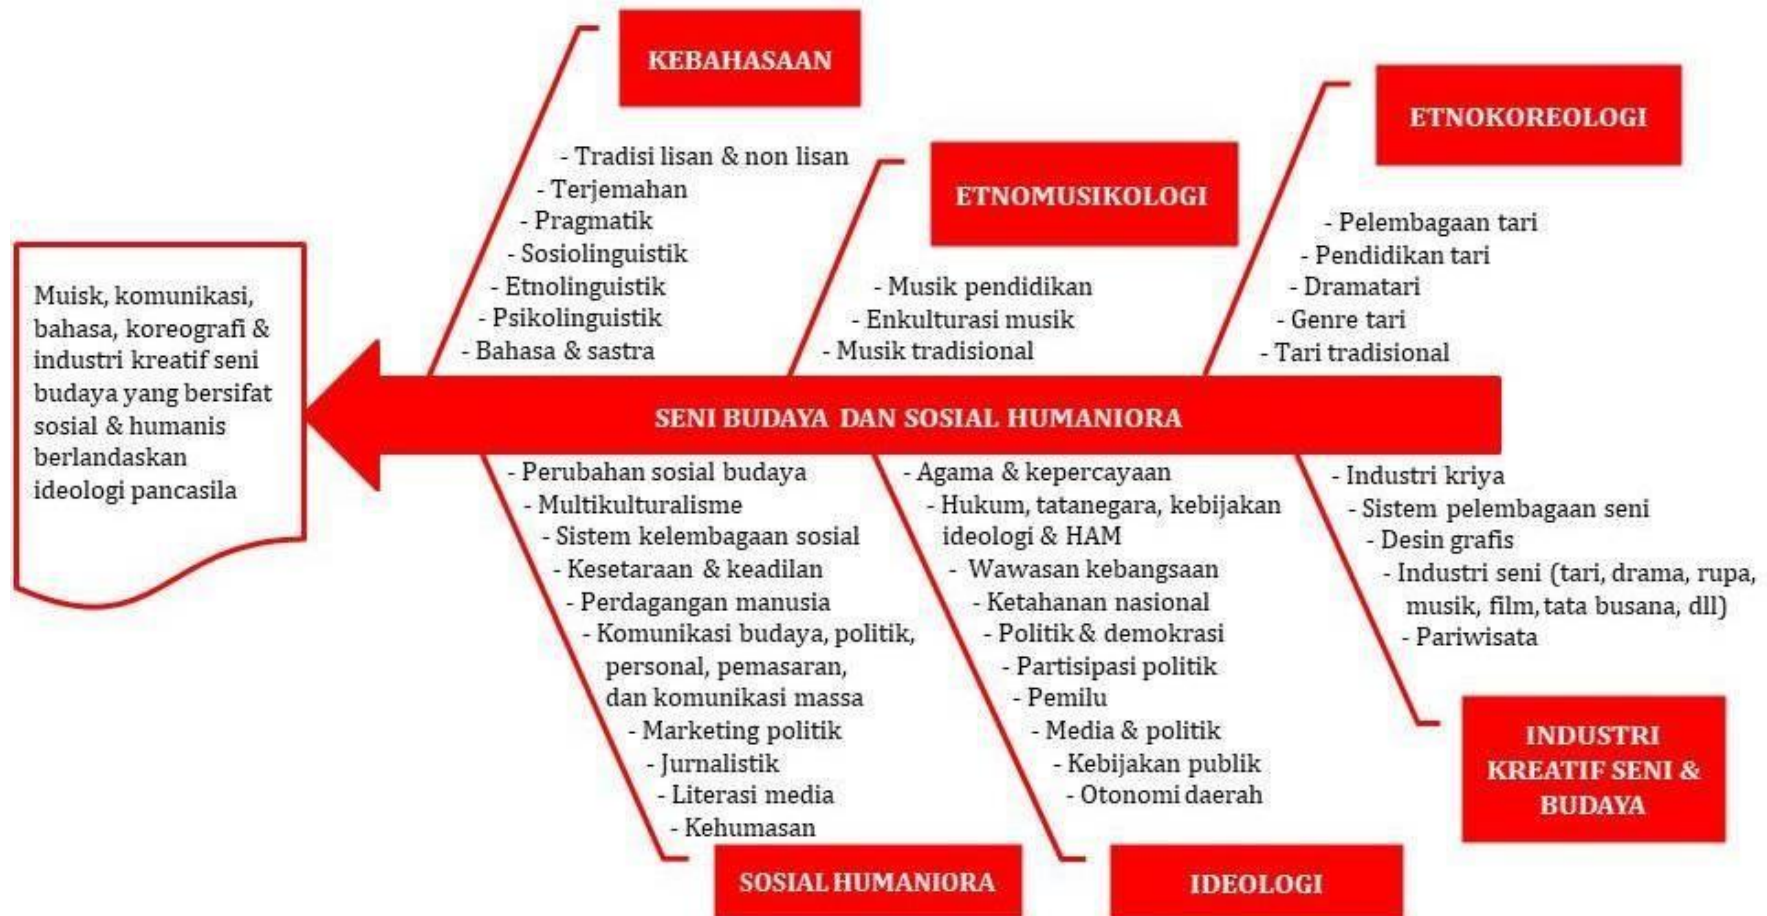 KEBAHASAAN
- Tradisi lisan & non lisan
- Terjemahan
- Pragmatik
- Sosiolinguistik
- Etnolinguistik
- Psikolinguistik
- Bahasa & sastra
ETNOMUSIKOLOGI
- Musik pendidikan
- Enkulturasi musik
- Musik tradisional
ETNOKOREOLOGI
- Pelembagaan tari
- Pendidikan tari
- Dramatari
- Genre tari
- Tari tradisional
Muisk, komunikasi,
bahasa, koreografi &
industri kreatif seni
budaya yang bersifat
sosial & humanis
berlandaskan
ideologi pancasila
SENI BUDAYA DAN SOSIAL HUMANIORA
- Perubahan sosial budaya
- Multikulturalisme
- Sistem kelembagaan sosial
- Kesetaraan & keadilan
- Perdagangan manusia
- Komunikasi budaya, politik,
personal, pemasaran,
dan komunikasi massa
- Marketing politik
- Jurnalistik
- Literasi media
- Kehumasan
SOSIAL HUMANIORA
- Agama & kepercayaan
- Hukum, tatanegara, kebijakan
ideologi & HAM
- Wawasan kebangsaan
- Ketahanan nasional
- Politik & demokrasi
- Partisipasi politik
- Pemilu
- Media & politik
- Kebijakan publik
- Otonomi daerah
IDEOLOGI
- Industri kriya
- Sistem pelembagaan seni
- Desin grafis
- Industri seni (tari, drama, rupa,
musik, film, tata busana, dll)
- Pariwisata
INDUSTRI
KREATIF SENI &
BUDAYA